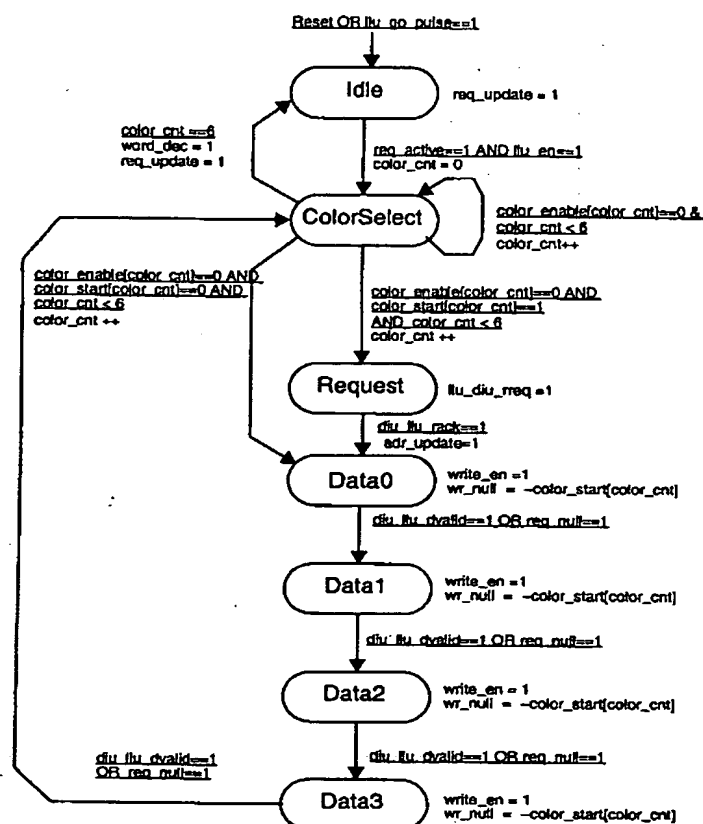 Reset OR llu_go_pulse==1
Idle
req_update = 1
color_cnt ==6
word_dec = 1
req_update = 1
req_active==1 AND llu_en==1
color_cnt = 0
ColorSelect
color_enable[color_cnt]==0 &
color_cnt < 6
color_cnt++
color_enable[color_cnt]==0 AND
color_start[color_cnt]==0 AND
color_cnt < 6
color_cnt ++
color_enable[color_cnt]==0 AND
color_start[color_cnt]==1
AND color_cnt < 6
color_cnt ++
Request
llu_diu_rreq =1
diu_llu_rack==1
adr_update=1
Data0
write_en =1
wr_null = ~color_start[color_cnt]
diu_llu_dvalid==1 OR req_null==1
Data1
write_en =1
wr_null = ~color_start[color_cnt]
diu_llu_dvalid==1 OR req_null==1
Data2
write_en = 1
wr_null = ~color_start[color_cnt]
diu_llu_dvalid==1
OR req_null==1
diu_llu_dvalid==1 OR req_null==1
Data3
write_en = 1
wr_null = ~color_start[color_cnt]